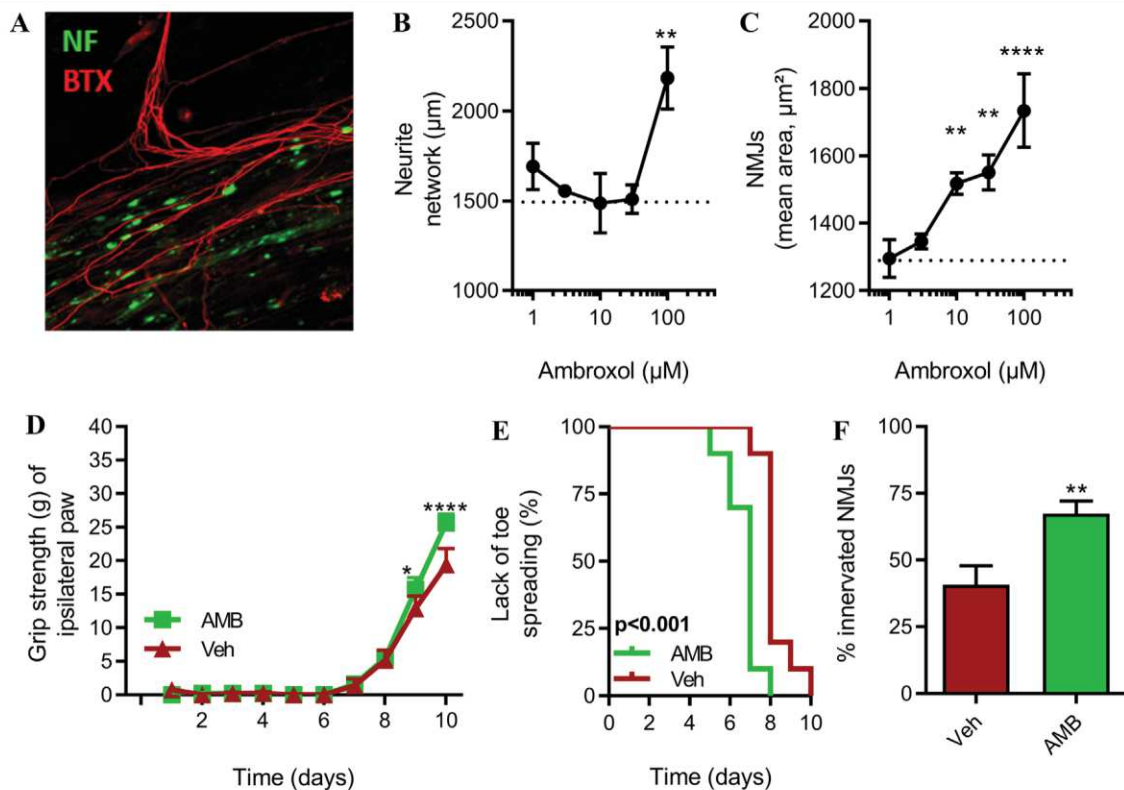 A
NF
BTX
B
Neurite
network (µm)
2500
2000
1500
1000
**
1
10
100
Ambroxol (µM)
C
NMJs
(mean area, µm²)
2000
1800
1600
1400
1200
**
**
****
1
10
100
Ambroxol (µM)
D
Grip strength (g) of
ipsilateral paw
40
35
30
25
20
15
10
5
0
*
****
AMB
Veh
2
4
6
8
10
Time (days)
E
Lack of toe
spreading (%)
100
75
50
25
0
p<0.001
AMB
Veh
0
2
4
6
8
10
Time (days)
F
% innervated NMJs
100
75
50
25
0
**
Veh
AMB